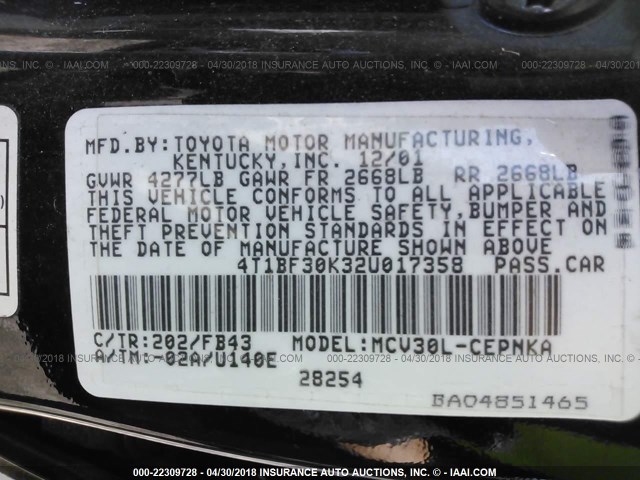 000-22309728 - 04/30/2018 INSURANCE AUTO AUCTIONS, INC. - IAAI.COM
MFD.BY:TOYOTA MOTOR MANUFACTURING,
KENTUCKY,INC. 12/01
GVWR 4277LB GAWR FR 2668LB RR 2668LB
THIS VEHICLE CONFORMS TO ALL APPLICABLE
FEDERAL MOTOR VEHICLE SAFETY,BUMPER AND
THEFT PREVENTION STANDARDS IN EFFECT ON
THE DATE OF MANUFACTURE SHOWN ABOVE
4T1BF30K32U017358 PASS.CAR
C/TR:202/FB43 MODEL:MCV30L-CEPNKA
A/TM:-02A/U140E
28254
BA04851465
000-22309728 - 04/30/2018 INSURANCE AUTO AUCTIONS, INC. - IAAI.COM